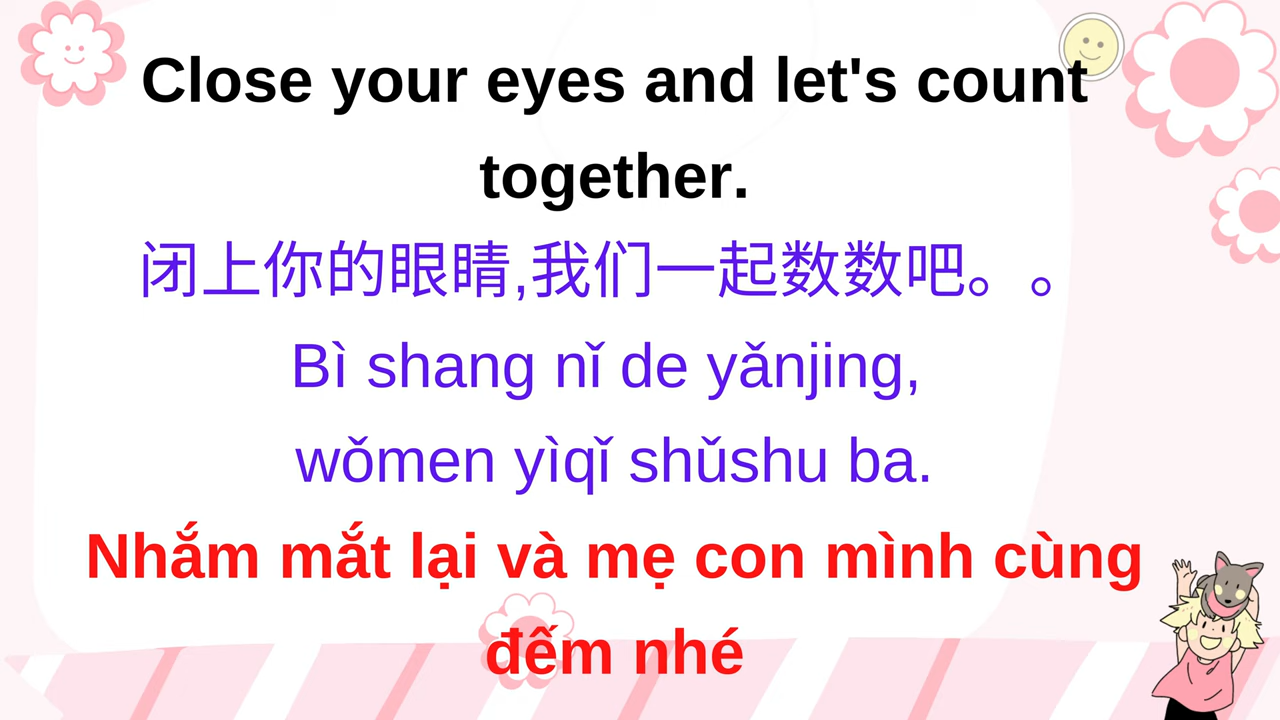 Close your eyes and let's count
together.
闭上你的眼睛,我们一起数数吧。。
Bì shang nǐ de yǎnjing,
wǒmen yìqǐ shǔshu ba.
Nhắm mắt lại và mẹ con mình cùng
đếm nhé